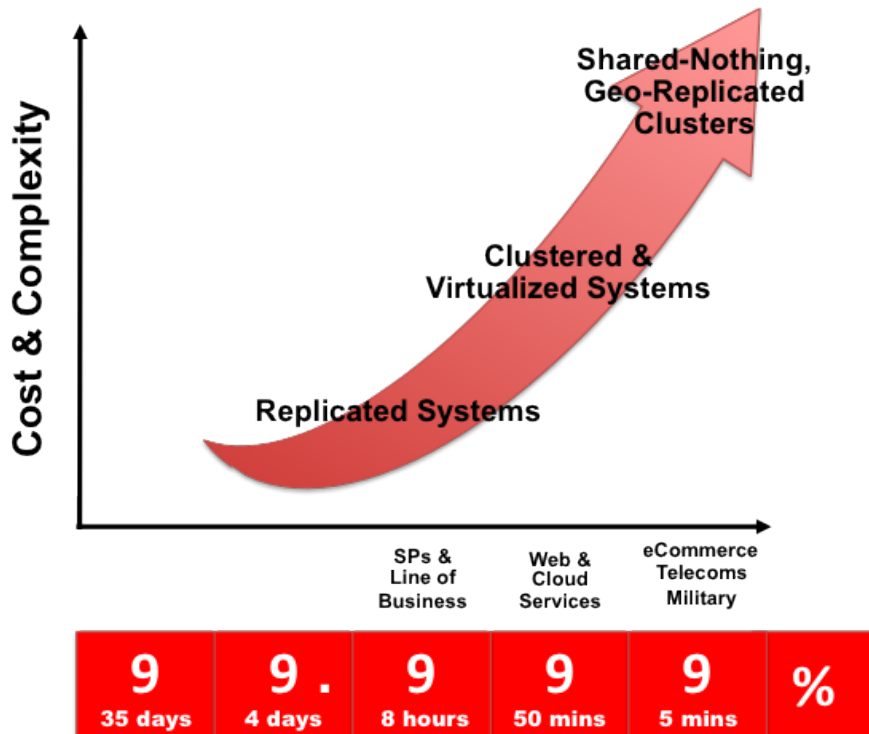 Cost & Complexity
Shared-Nothing,
Geo-Replicated
Clusters
Clustered &
Virtualized Systems
Replicated Systems
SPs &
Line of
Business
Web &
Cloud
Services
eCommerce
Telecoms
Military
9 9 . 9 9 9 %
35 days 4 days 8 hours 50 mins 5 mins